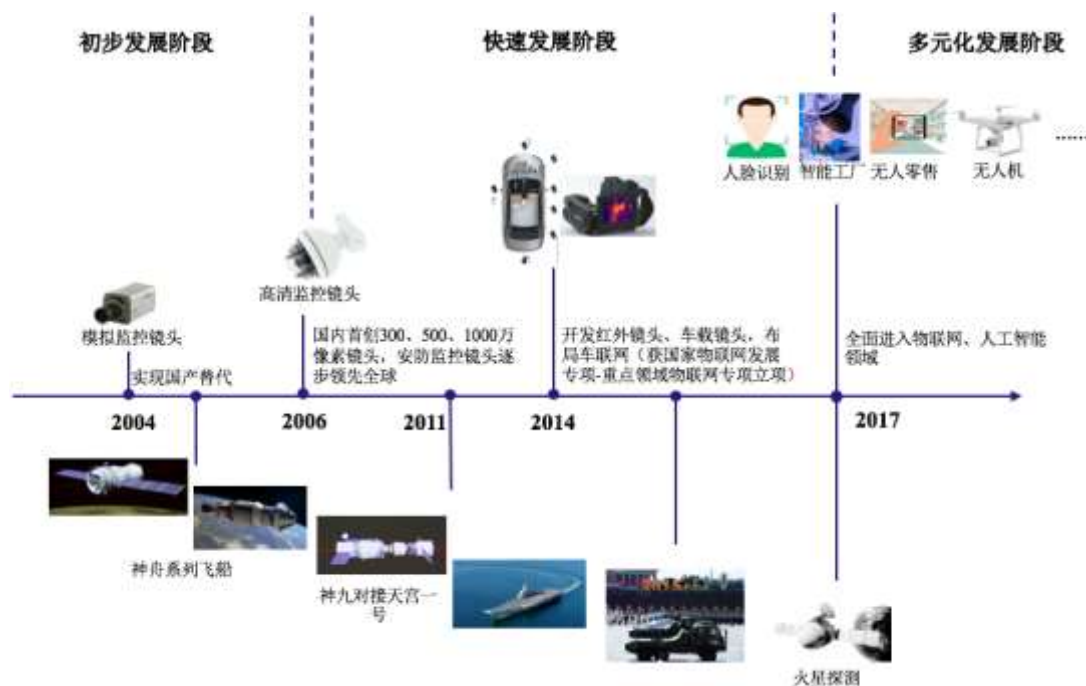 初步发展阶段
快速发展阶段
多元化发展阶段
人脸识别
智能工厂
无人零售
无人机
......
高清监控镜头
模拟监控镜头
实现国产替代
国内首创300、500、1000万
像素镜头，安防监控镜头逐
步领先全球
开发红外镜头、车载镜头，布
局车联网（获国家物联网发展
专项-重点领域物联网专项立项）
全面进入物联网、人工智能
领域
2004
2006
2011
2014
2017
神舟系列飞船
神九对接天宫一
号
火星探测